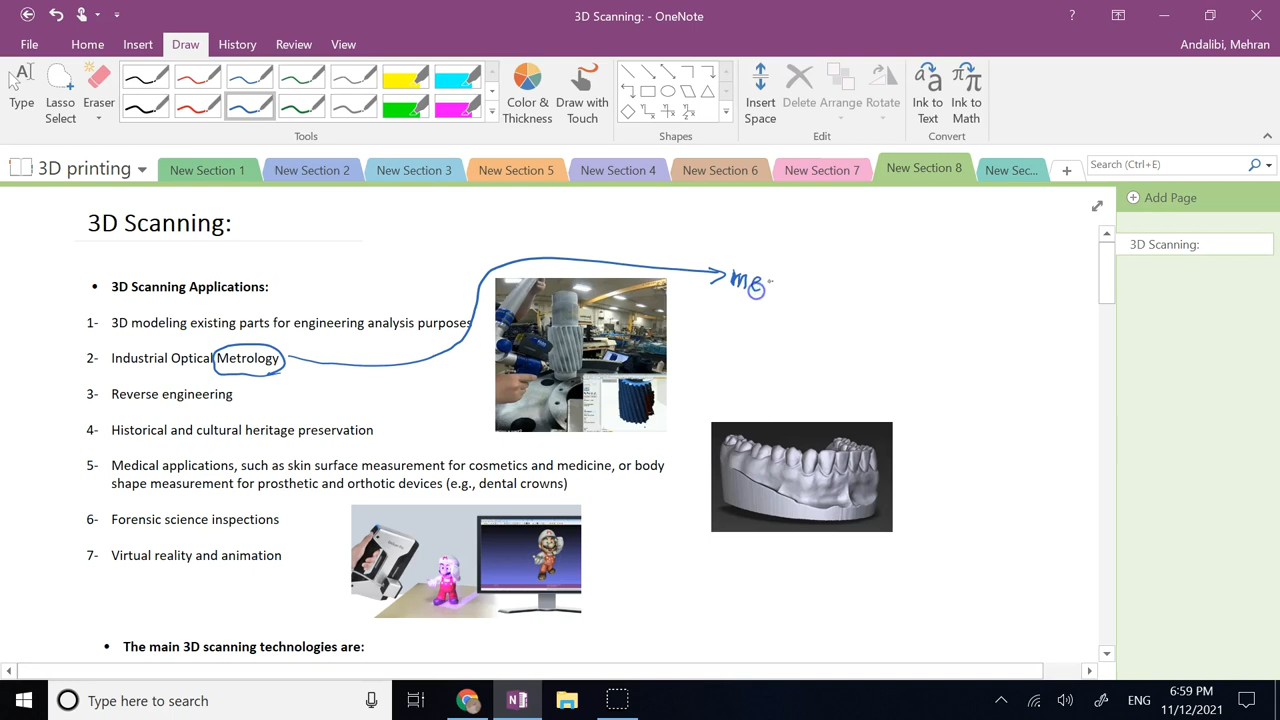 3D Scanning: - OneNote
?
File
Home
Insert
Draw
History
Review
View
Andalibi, Mehran
Type
Lasso Select
Eraser
Color & Thickness
Draw with Touch
Insert Space
Delete
Arrange
Rotate
Ink to Text
Ink to Math
Tools
Shapes
Edit
Convert
3D printing
New Section 1
New Section 2
New Section 3
New Section 4
New Section 5
New Section 6
New Section 7
New Section 8
New Sec...
Search (Ctrl+E)
Add Page
3D Scanning:
3D Scanning:
• 3D Scanning Applications:
me
1- 3D modeling existing parts for engineering analysis purposes
2- Industrial Optical Metrology
3- Reverse engineering
4- Historical and cultural heritage preservation
5- Medical applications, such as skin surface measurement for cosmetics and medicine, or body
shape measurement for prosthetic and orthotic devices (e.g., dental crowns)
6- Forensic science inspections
7- Virtual reality and animation
• The main 3D scanning technologies are:
Type here to search
ENG
6:59 PM
11/12/2021